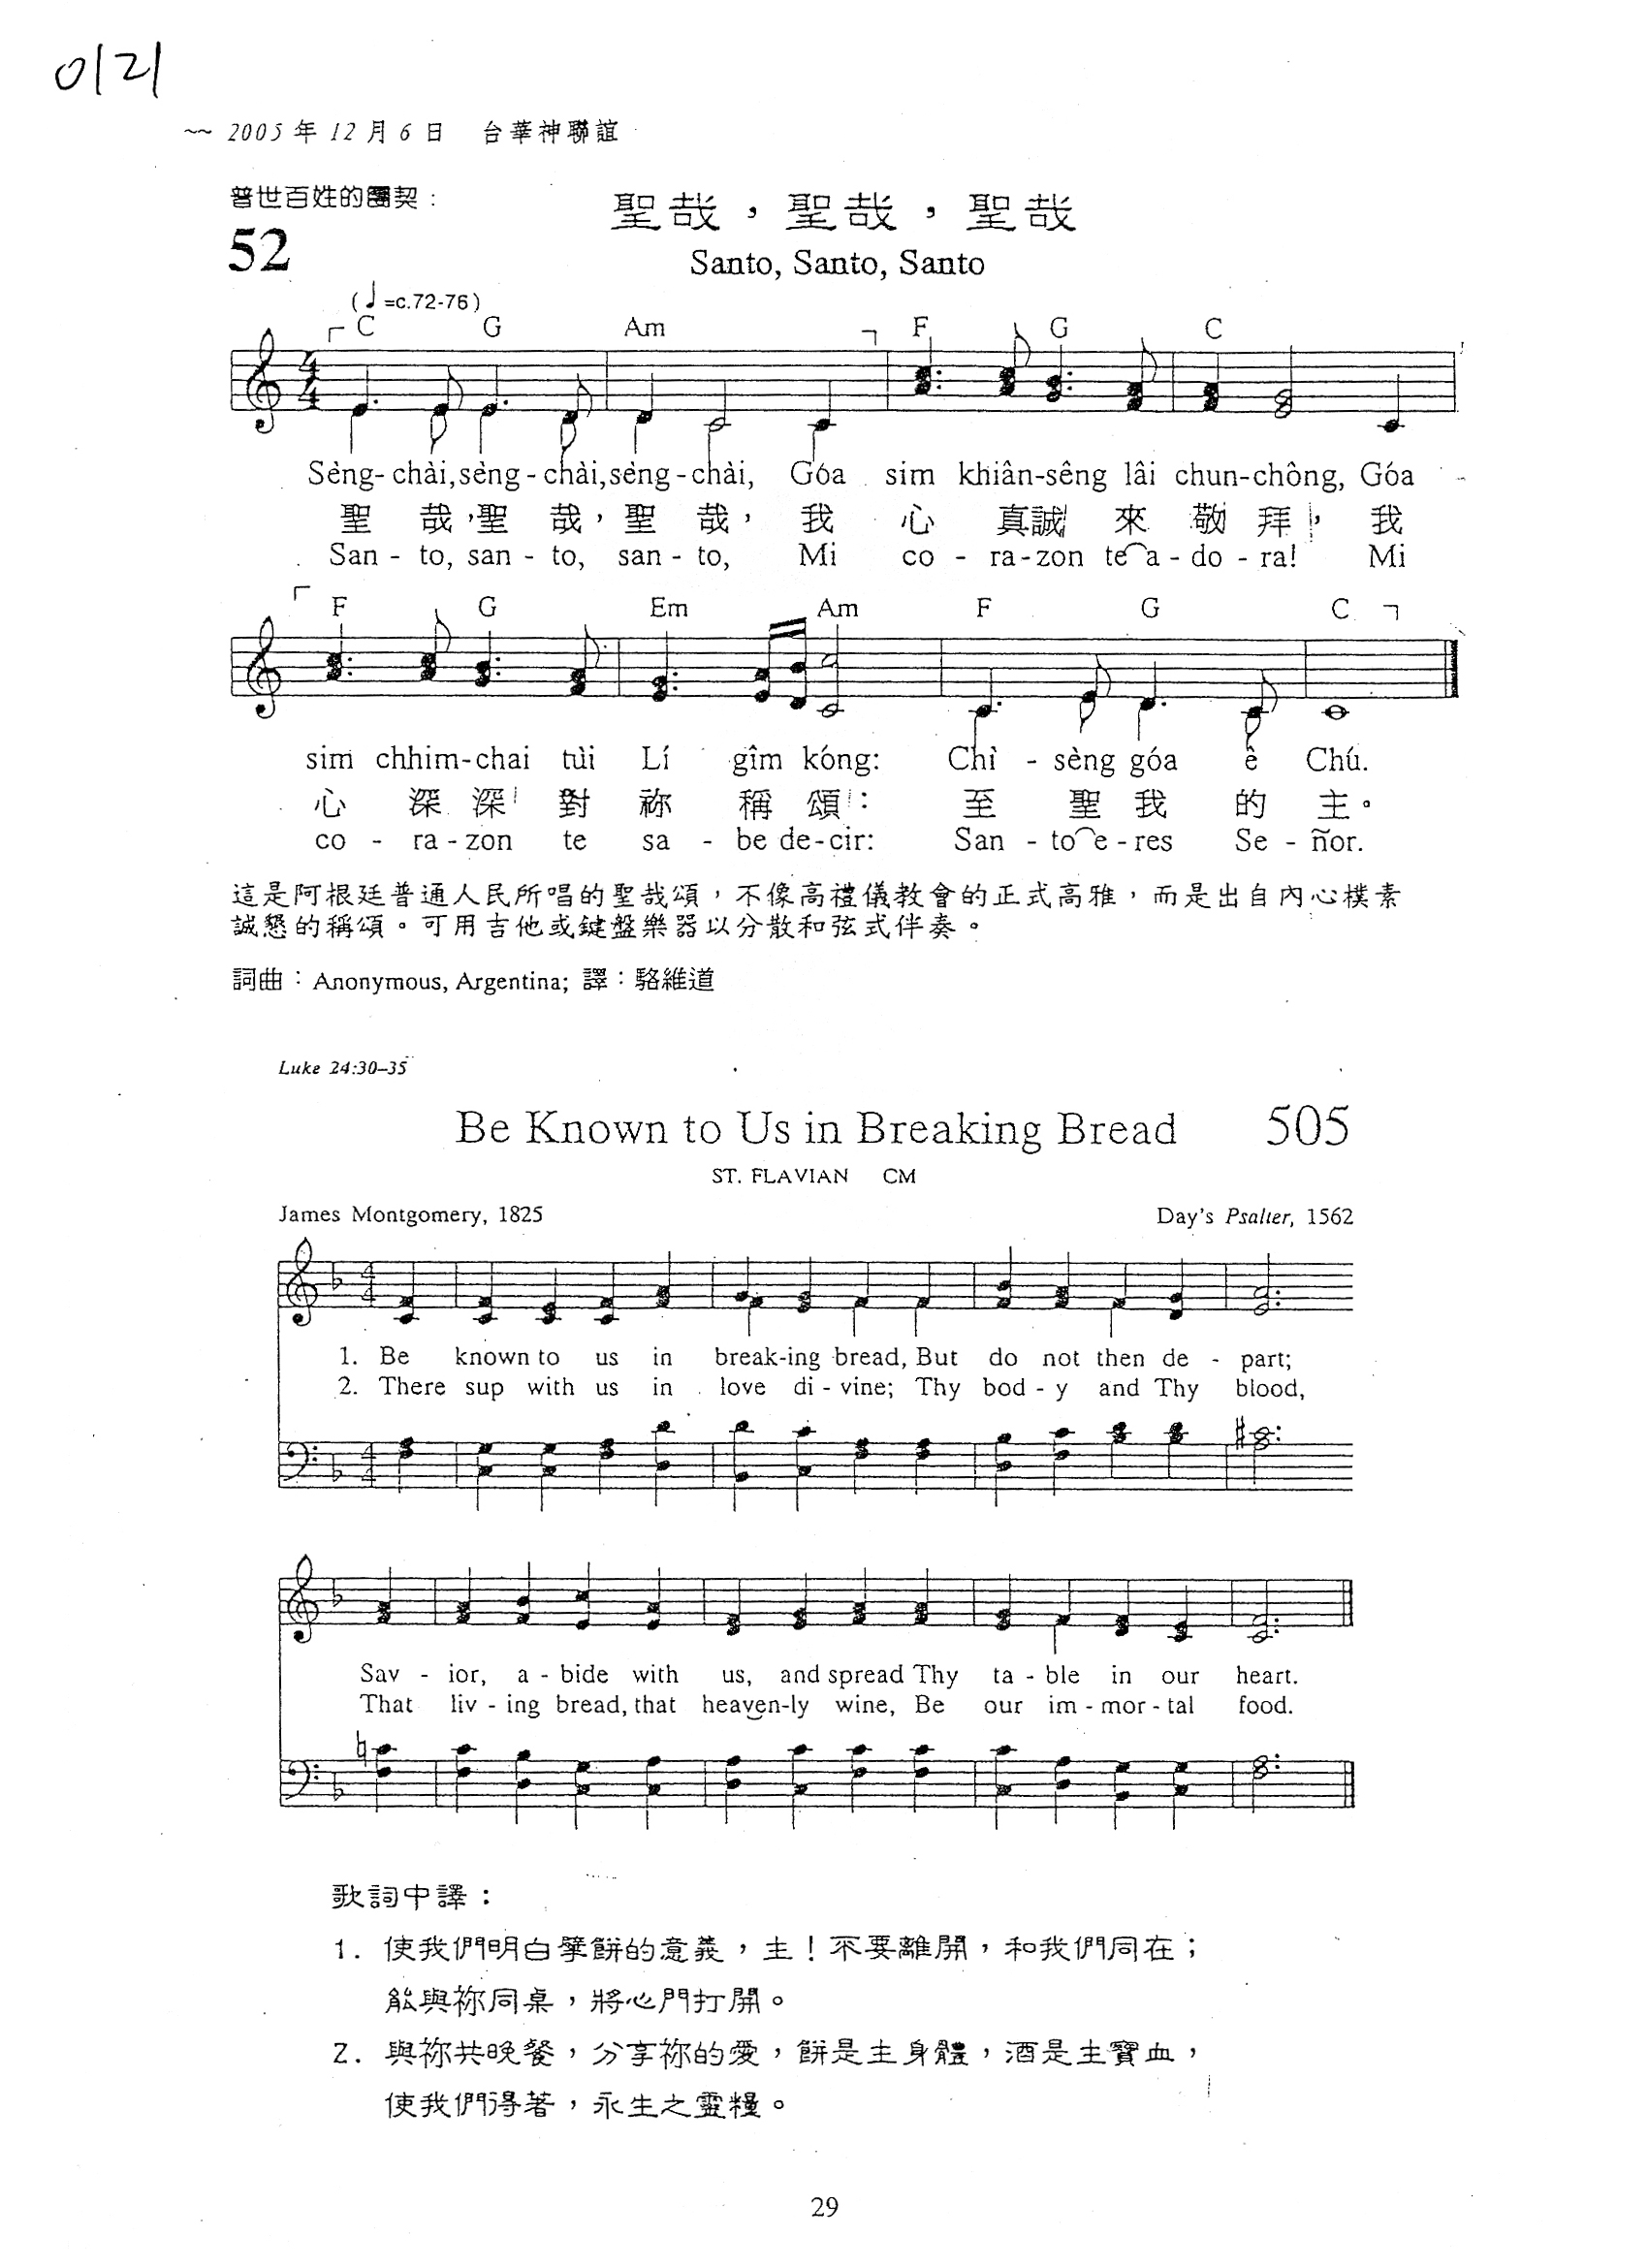 0121
~~ 2005 年 12 月 6 日 台華神聯誼
普世百姓的團契：
52
聖哉，聖哉，聖哉
Santo, Santo, Santo
(♩=c.72-76)
C G Am F G C
Sèng- chài,sèng - chài,sèng - chài, Góa sim khiân-sêng lâi chun-chông, Góa
聖 哉，聖 哉，聖 哉， 我 心 真誠 來 敬 拜， 我
San - to, san - to, san - to, Mi co - ra-zon te a - do - ra! Mi
F G Em Am F G C
sim chhim-chai tùi Lí gîm kóng: Chì - sèng góa ê Chú.
心 深 深 對 祢 稱 頌： 至 聖 我 的 主。
co - ra - zon te sa - be de-cir: San - to e - res Se - ñor.
這是阿根廷普通人民所唱的聖哉頌，不像高禮儀教會的正式高雅，而是出自內心樸素
誠懇的稱頌。可用吉他或鍵盤樂器以分散和弦式伴奏。
詞曲：Anonymous, Argentina; 譯：駱維道
Luke 24:30–35
Be Known to Us in Breaking Bread 505
ST. FLAVIAN CM
James Montgomery, 1825 Day's Psalter, 1562
1. Be known to us in break-ing bread, But do not then de - part;
2. There sup with us in love di - vine; Thy bod - y and Thy blood,
Sav - ior, a - bide with us, and spread Thy ta - ble in our heart.
That liv - ing bread, that heaven-ly wine, Be our im - mor - tal food.
歌詞中譯：
1. 使我們明白擘餅的意義，主！不要離開，和我們同在；
能與祢同桌，將心門打開。
2. 與祢共晚餐，分享祢的愛，餅是主身體，酒是主寶血，
使我們得著，永生之靈糧。
29